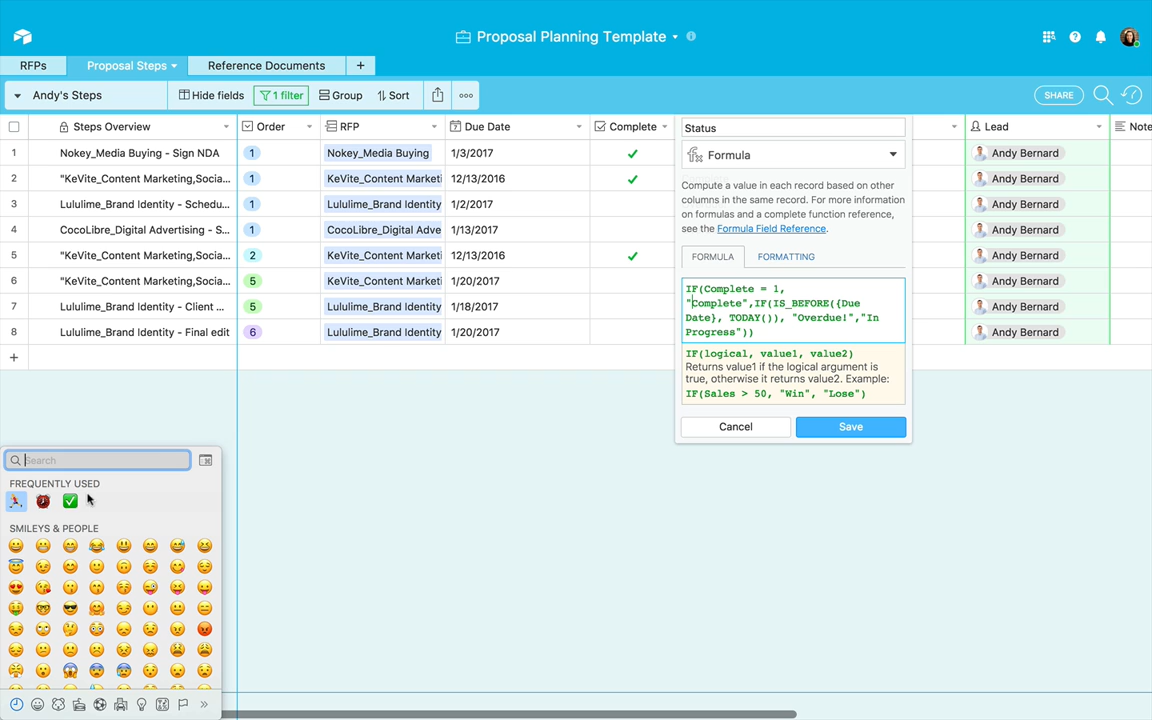 Proposal Planning Template
RFPs
Proposal Steps
Reference Documents
+
Andy's Steps
Hide fields
1 filter
Group
Sort
SHARE
Steps Overview Order RFP Due Date Complete Lead Note
1 Nokey_Media Buying - Sign NDA 1 Nokey_Media Buying 1/3/2017 Andy Bernard
2 "KeVite_Content Marketing,Socia... 1 KeVite_Content Marketi 12/13/2016 Andy Bernard
3 Lululime_Brand Identity - Schedu... 1 Lululime_Brand Identity 1/2/2017 Andy Bernard
4 CocoLibre_Digital Advertising - S... 1 CocoLibre_Digital Adve 1/13/2017 Andy Bernard
5 "KeVite_Content Marketing,Socia... 2 KeVite_Content Marketi 12/13/2016 Andy Bernard
6 "KeVite_Content Marketing,Socia... 5 KeVite_Content Marketi 1/20/2017 Andy Bernard
7 Lululime_Brand Identity - Client ... 5 Lululime_Brand Identity 1/18/2017 Andy Bernard
8 Lululime_Brand Identity - Final edit 6 Lululime_Brand Identity 1/20/2017 Andy Bernard
+
Status
Formula
Compute a value in each record based on other
columns in the same record. For more information
on formulas and a complete function reference,
see the Formula Field Reference.
FORMULA
FORMATTING
IF(Complete = 1,
"Complete",IF(IS_BEFORE({Due
Date}, TODAY()), "Overdue!","In
Progress"))
IF(logical, value1, value2)
Returns value1 if the logical argument is
true, otherwise it returns value2. Example:
IF(Sales > 50, "Win", "Lose")
Cancel
Save
Search
FREQUENTLY USED
SMILEYS & PEOPLE